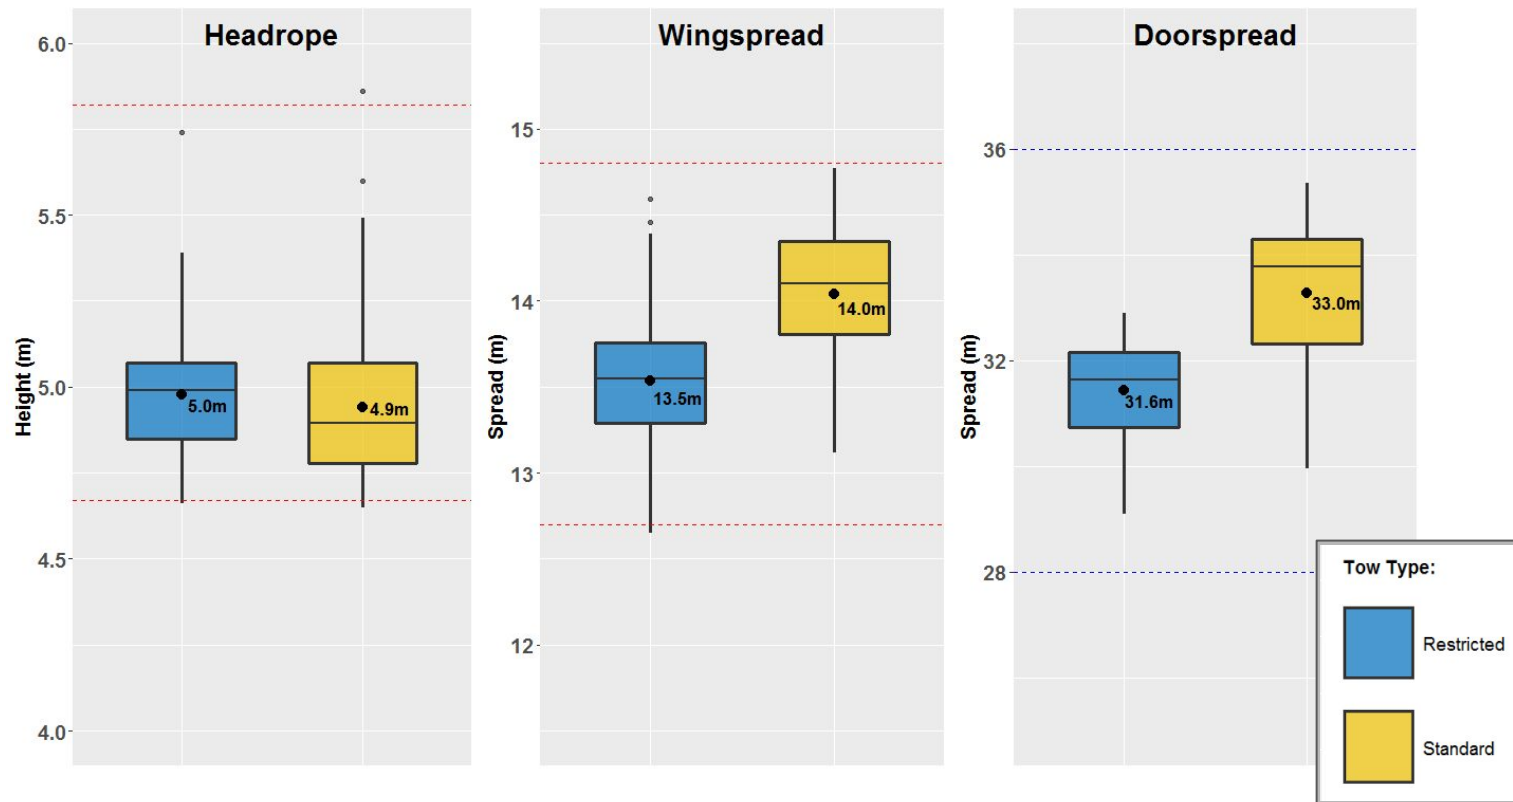 Headrope
Wingspread
Doorspread
Height (m)
6.0
5.5
5.0
4.5
4.0
5.0m
4.9m
Spread (m)
15
14
13
12
13.5m
14.0m
Spread (m)
36
32
28
31.6m
33.0m
Tow Type:
Restricted
Standard